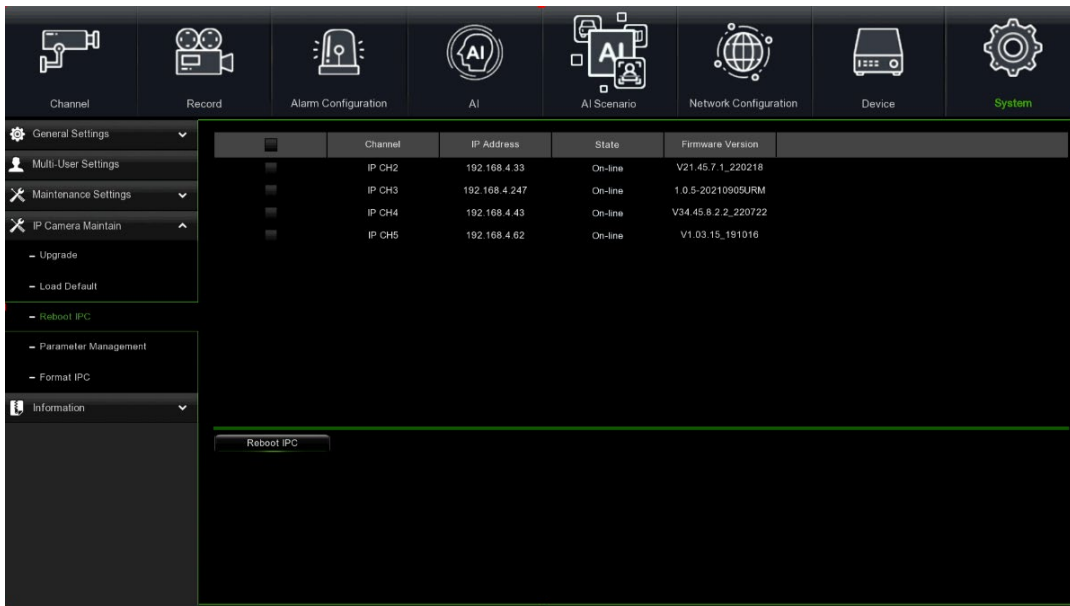 AI
AI
Channel Record Alarm Configuration AI AI Scenario Network Configuration Device System
General Settings
Multi-User Settings
Maintenance Settings
IP Camera Maintain
Upgrade
Load Default
Reboot IPC
Parameter Management
Format IPC
Information
Channel IP Address State Firmware Version
IP CH2 192.168.4.33 On-line V21.45.7.1_220218
IP CH3 192.168.4.247 On-line 1.0.5-20210905URM
IP CH4 192.168.4.43 On-line V34.45.8.2.2_220722
IP CH5 192.168.4.62 On-line V1.03.15_191016
Reboot IPC